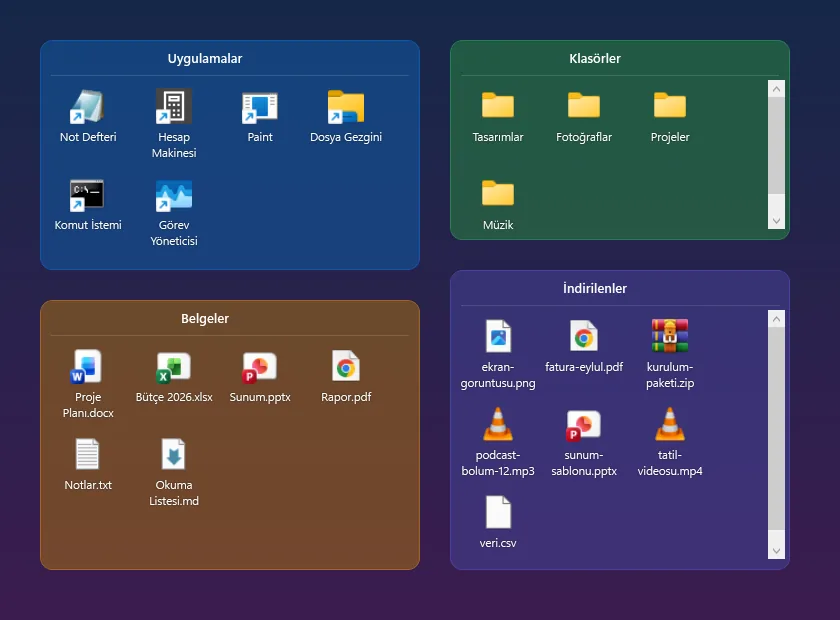 Uygulamalar
Not Defteri
Hesap
Makinesi
Paint
Dosya Gezgini
C:\
Komut İstemi
Görev
Yöneticisi
Klasörler
Tasarımlar
Fotoğraflar
Projeler
Müzik
Belgeler
W
Proje
Planı.docx
X
Bütçe 2026.xlsx
P
Sunum.pptx
Rapor.pdf
Notlar.txt
Okuma
Listesi.md
İndirilenler
ekran-
goruntusu.png
fatura-eylul.pdf
kurulum-
paketi.zip
podcast-
bolum-12.mp3
P
sunum-
sablonu.pptx
tatil-
videosu.mp4
veri.csv